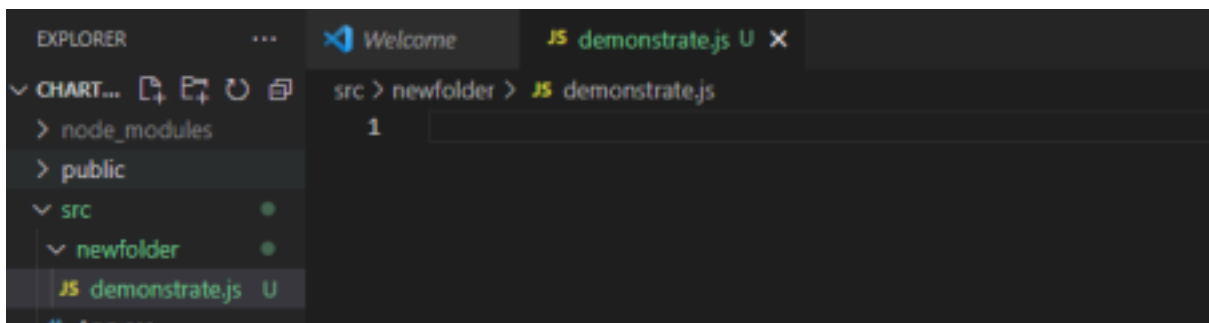 EXPLORER ...
CHART...
node_modules
public
src
newfolder
JS demonstrate.js U
Welcome JS demonstrate.js U
src > newfolder > JS demonstrate.js
1